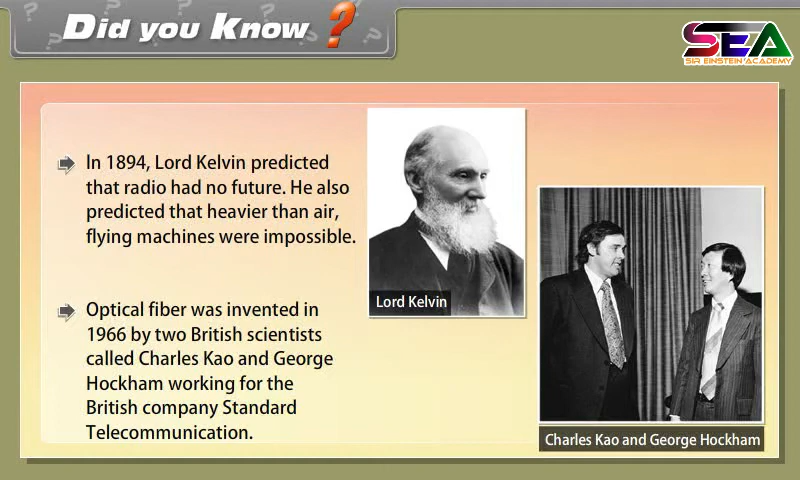 Did you Know ?
SEA
SIR EINSTEIN ACADEMY
In 1894, Lord Kelvin predicted
that radio had no future. He also
predicted that heavier than air,
flying machines were impossible.
Lord Kelvin
Optical fiber was invented in
1966 by two British scientists
called Charles Kao and George
Hockham working for the
British company Standard
Telecommunication.
Charles Kao and George Hockham